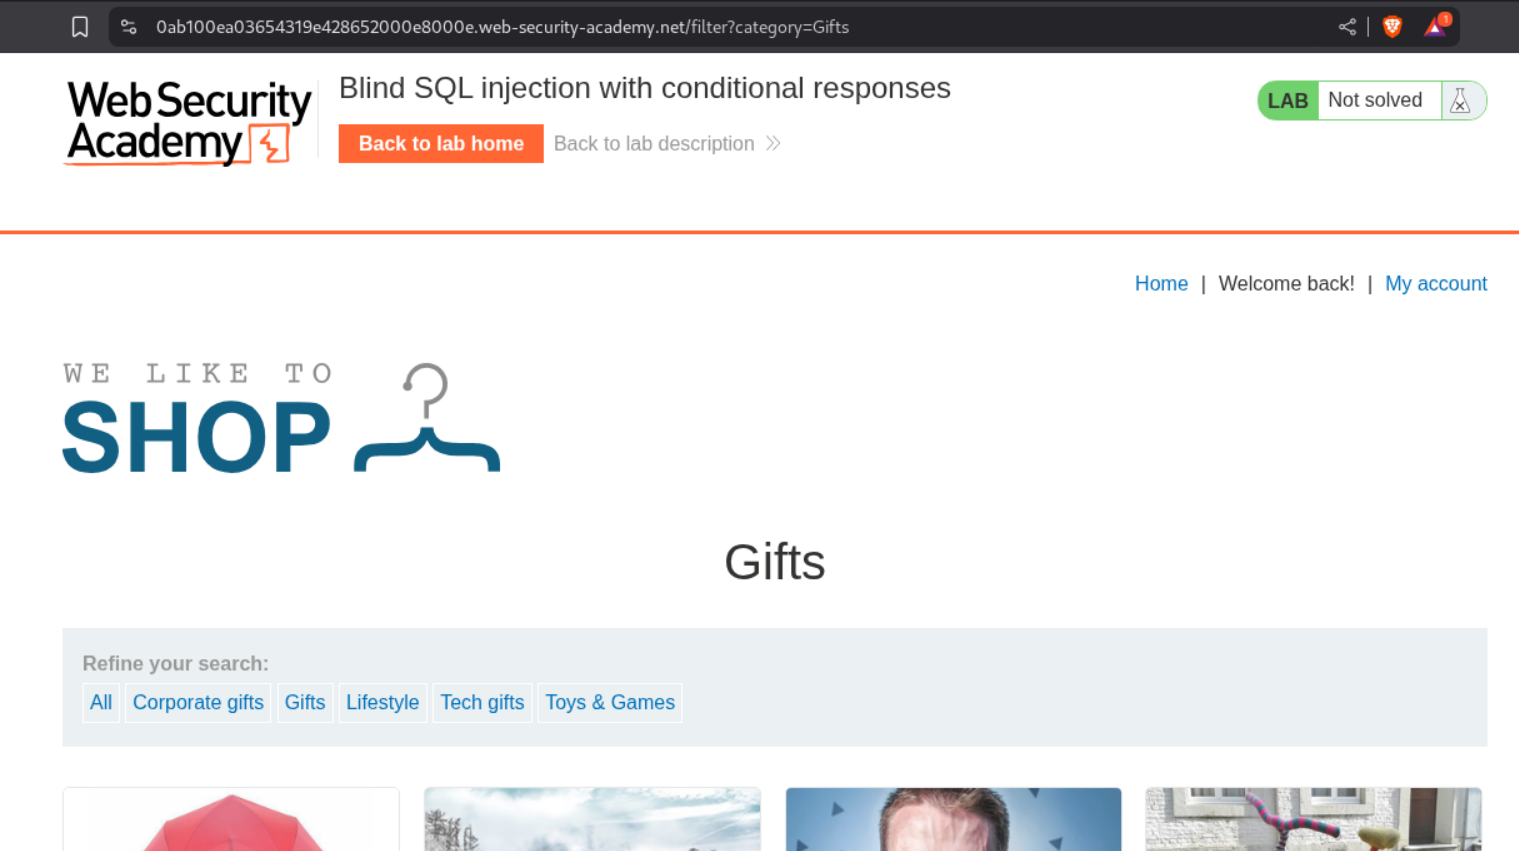 0ab100ea03654319e428652000e8000e.web-security-academy.net/filter?category=Gifts
1
Web Security
Academy
Blind SQL injection with conditional responses
Back to lab home
Back to lab description
LAB
Not solved
Home | Welcome back! | My account
WE LIKE TO
SHOP
Gifts
Refine your search:
All
Corporate gifts
Gifts
Lifestyle
Tech gifts
Toys & Games